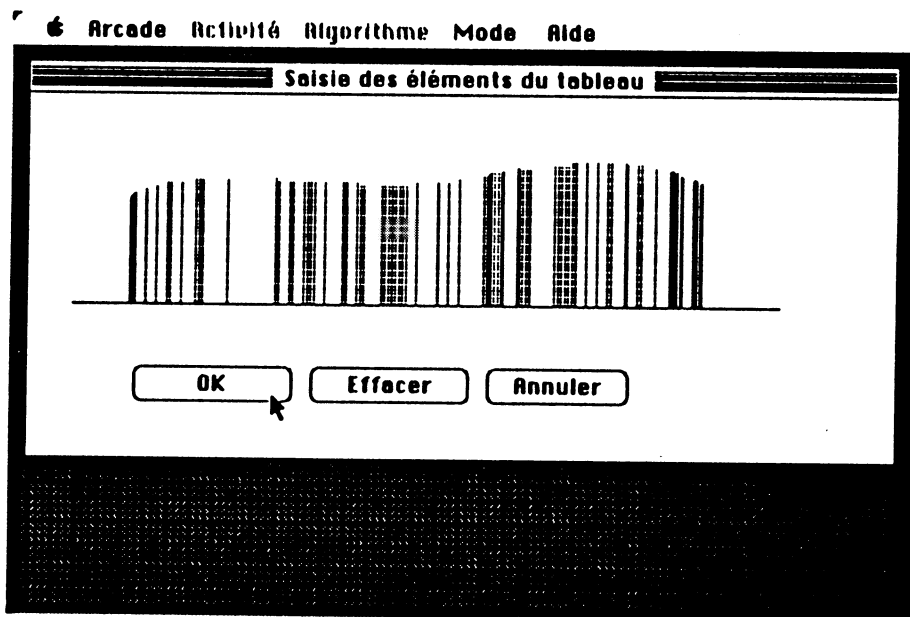 Arcade Activité Algorithme Mode Aide
Saisie des éléments du tableau
OK Effacer Annuler